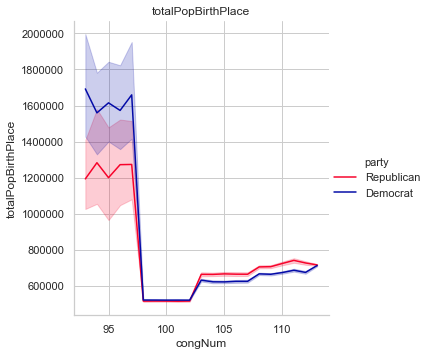 totalPopBirthPlace
2000000
1800000
1600000
1400000
1200000
1000000
800000
600000
totalPopBirthPlace
95
100
105
110
congNum
party
Republican
Democrat